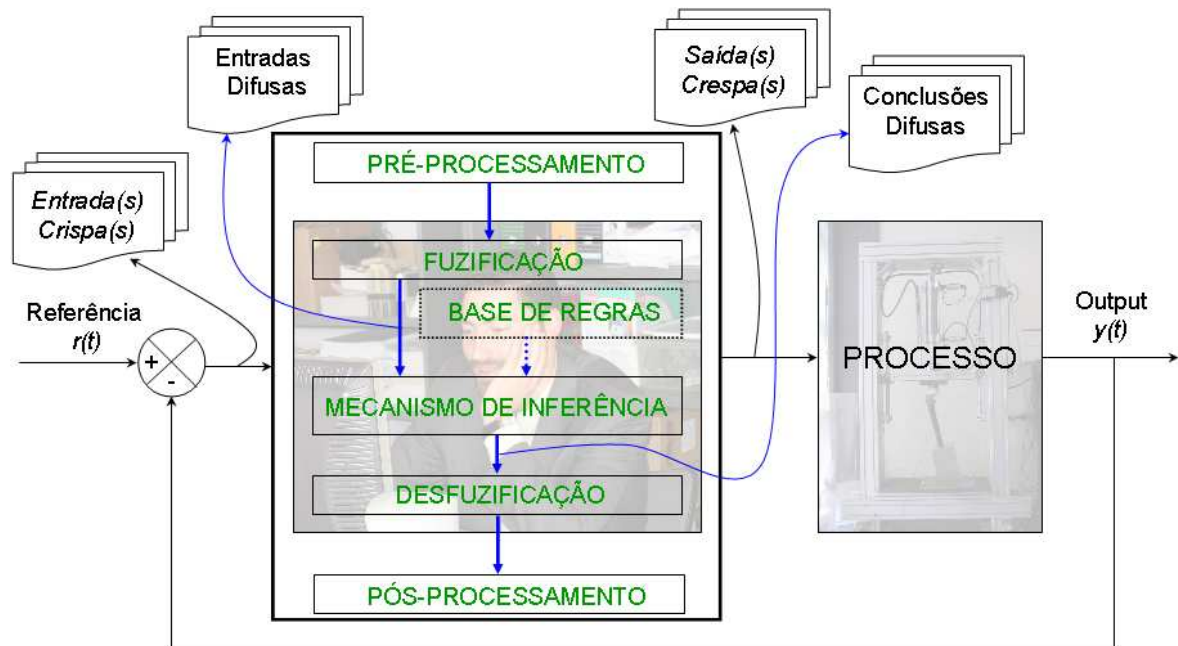 Entradas
Difusas
Saída(s)
Crespa(s)
Conclusões
Difusas
Entrada(s)
Crispa(s)
PRÉ-PROCESSAMENTO
FUZIFICAÇÃO
BASE DE REGRAS
MECANISMO DE INFERÊNCIA
DESFUZIFICAÇÃO
PÓS-PROCESSAMENTO
Referência
r(t)
+
-
PROCESSO
Output
y(t)